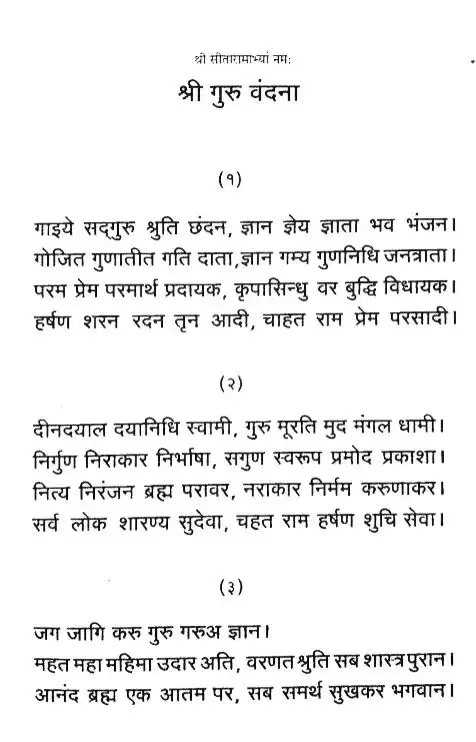 श्री सीतारामाभ्यां नमः
श्री गुरु वंदना
(१)
गाइये सद्‌गुरु श्रुति छंदन, ज्ञान ज्ञेय ज्ञाता भव भंजन।
गोजित गुणातीत गति दाता,ज्ञान गम्य गुणनिधि जनत्राता।
परम प्रेम परमार्थ प्रदायक, कृपासिन्धु वर बुद्धि विधायक।
हर्षण शरन रदन तृन आदी, चाहत राम प्रेम परसादी।
(२)
दीनदयाल दयानिधि स्वामी, गुरु मूरति मुद मंगल धामी।
निर्गुण निराकार निर्भाषा, सगुण स्वरूप प्रमोद प्रकाशा।
नित्य निरंजन ब्रह्म परावर, नराकार निर्मम करुणाकर।
सर्व लोक शारण्य सुदेवा, चहत राम हर्षण शुचि सेवा।
(३)
जग जागि करु गुरु गरुअ ज्ञान।
महत महा महिमा उदार अति, वरणत श्रुति सब शास्त्र पुरान।
आनंद ब्रह्म एक आतम पर, सब समर्थ सुखकर भगवान।